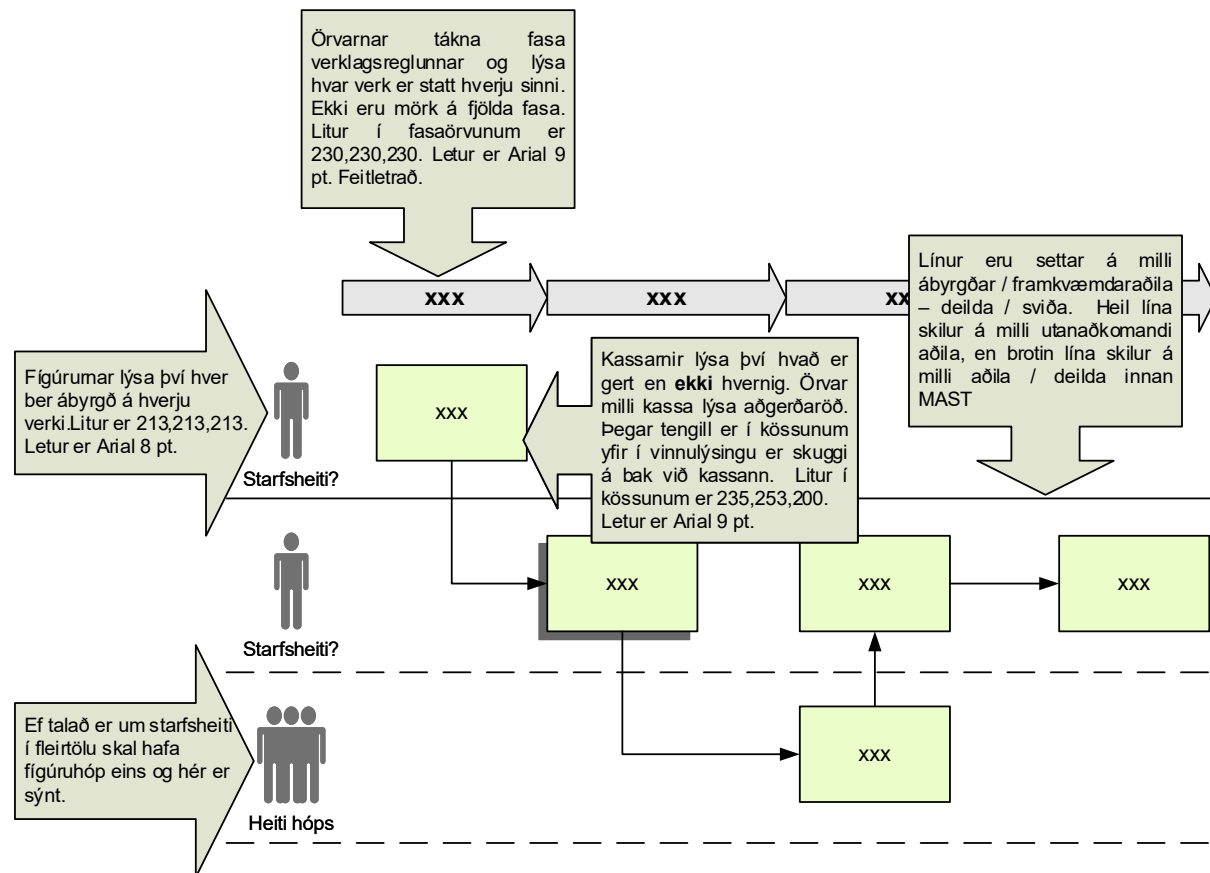 Örvarnar tákna fasa
verklagsreglunnar og lýsa
hvar verk er statt hverju sinni.
Ekki eru mörk á fjölda fasa.
Litur í fasaörvunum er
230,230,230. Letur er Arial 9
pt. Feitletrað.
xxx
xxx
xx
Línur eru settar á milli
ábyrgðar / framkvæmdaraðila
– deilda / sviða. Heil lína
skilur á milli utanaðkomandi
aðila, en brotin lína skilur á
milli aðila / deilda innan
MAST
Fígúrurnar lýsa því hver
ber ábyrgð á hverju
verki.Litur er 213,213,213.
Letur er Arial 8 pt.
Starfsheiti?
xxx
Kassarnir lýsa því hvað er
gert en ekki hvernig. Örvar
milli kassa lýsa aðgerðaröð.
Þegar tengill er í kössunum
yfir í vinnulýsingu er skuggi
á bak við kassann. Litur í
kössunum er 235,253,200.
Letur er Arial 9 pt.
Starfsheiti?
xxx
xxx
xxx
Ef talað er um starfsheiti
í fleirtölu skal hafa
fígúruhóp eins og hér er
sýnt.
Heiti hóps
xxx